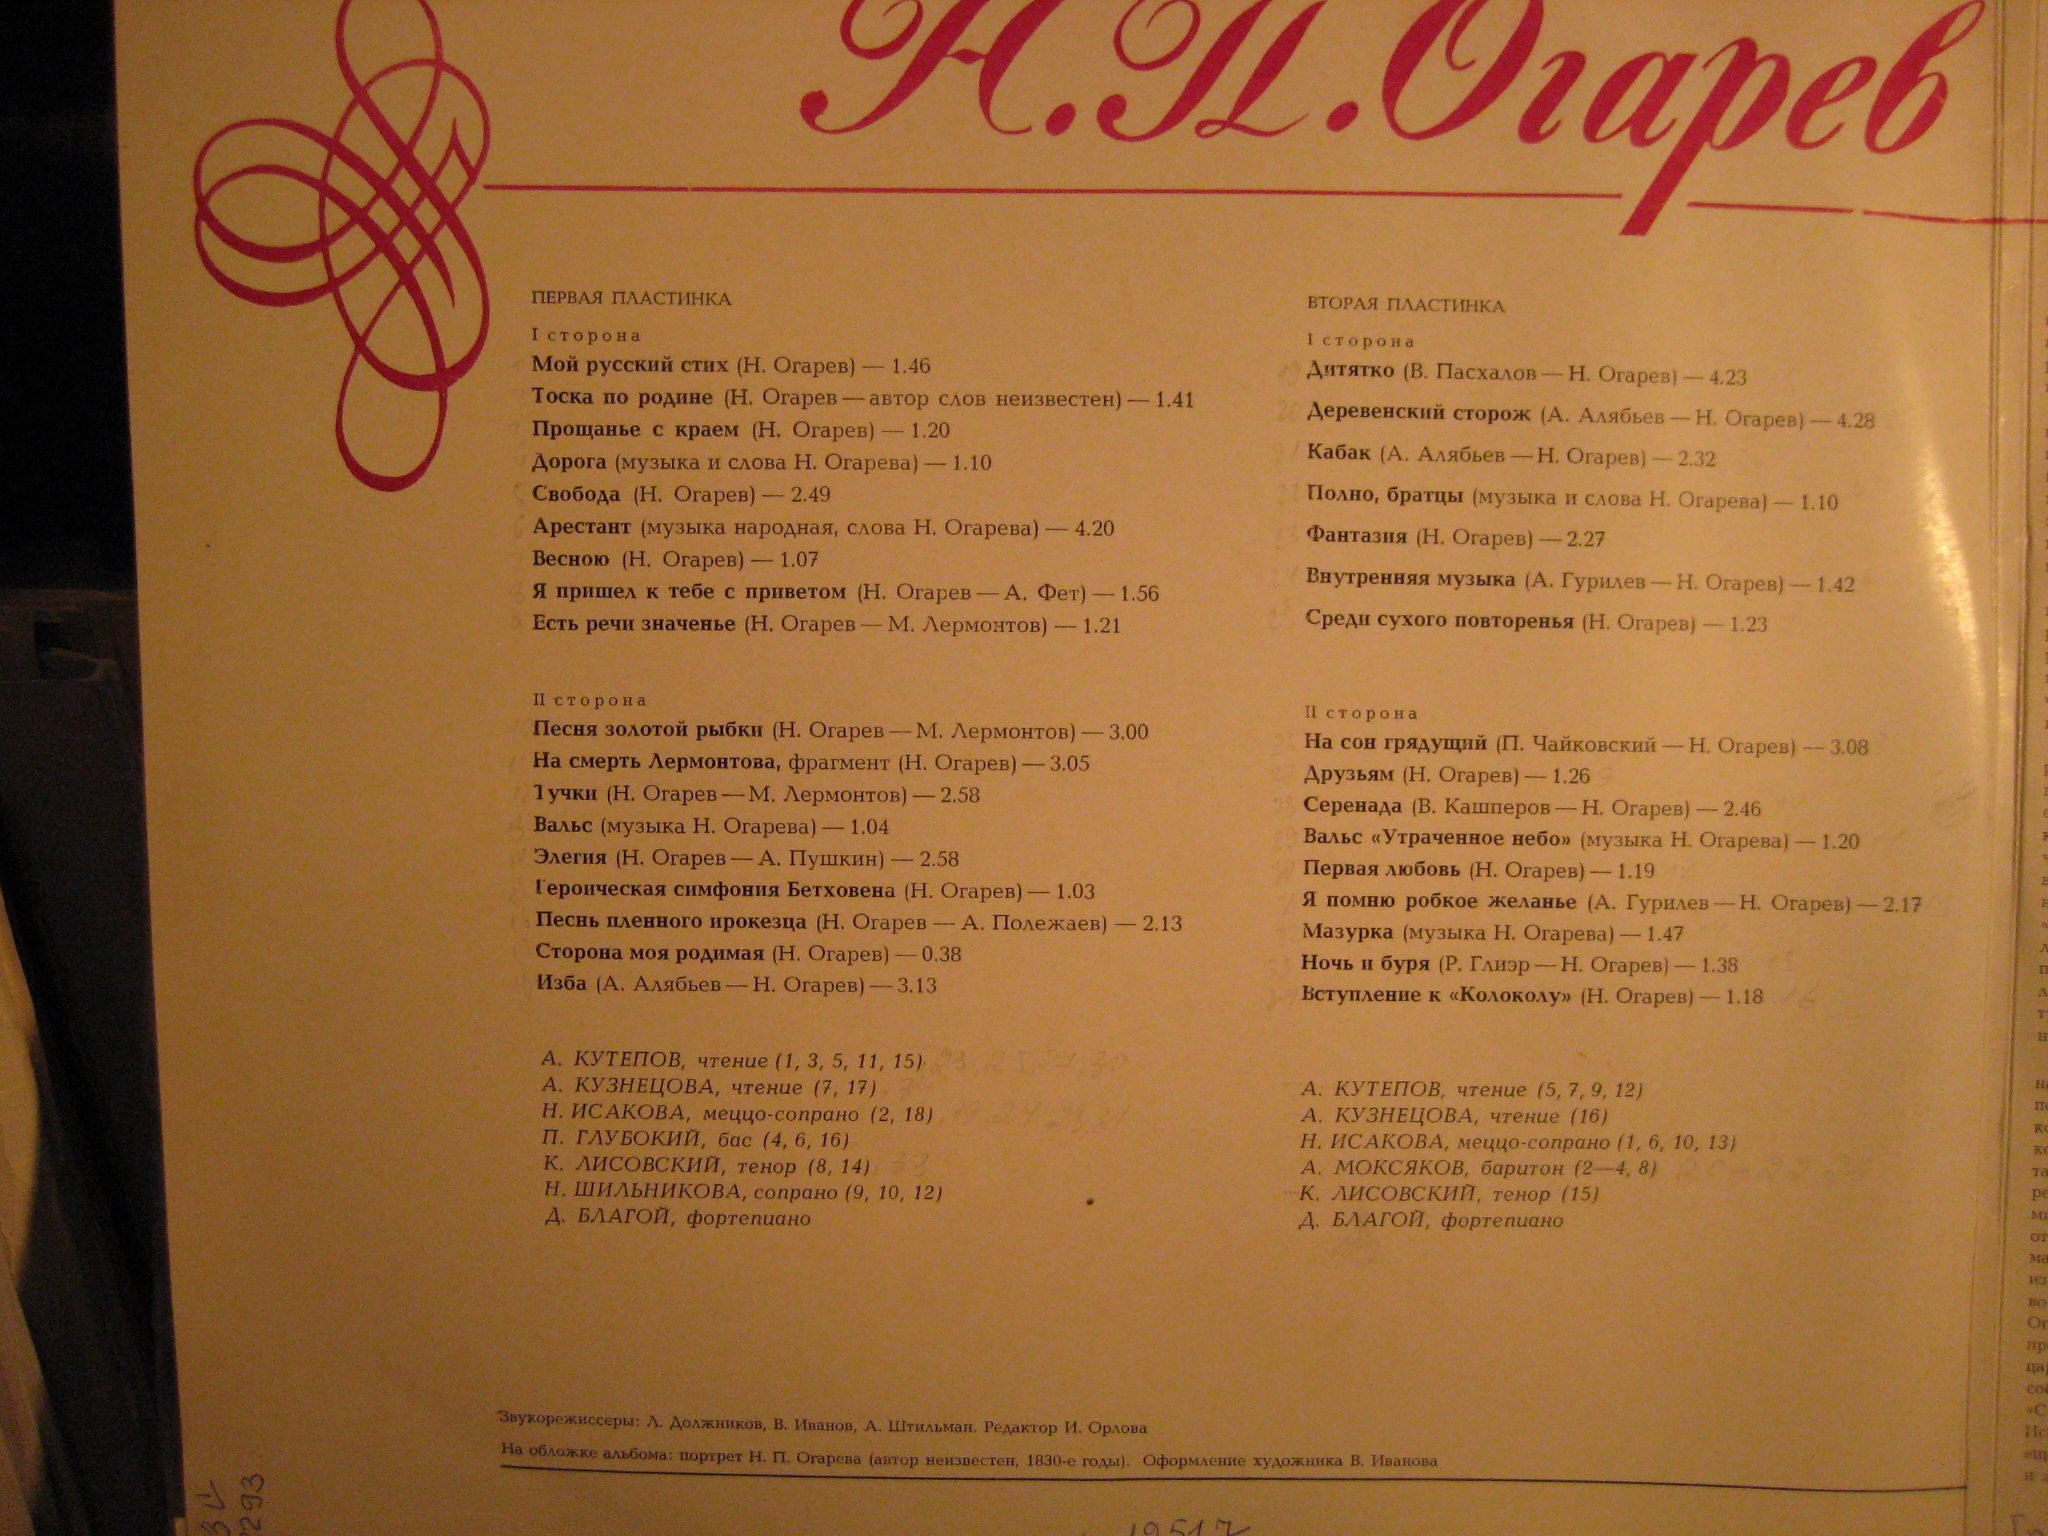 Н. П. Огарев
ПЕРВАЯ ПЛАСТИНКА
I сторона
Мой русский стих (Н. Огарев) — 1.46
Тоска по родине (Н. Огарев — автор слов неизвестен) — 1.41
Прощанье с краем (Н. Огарев) — 1.20
Дорога (музыка и слова Н. Огарева) — 1.10
Свобода (Н. Огарев) — 2.49
Арестант (музыка народная, слова Н. Огарева) — 4.20
Весною (Н. Огарев) — 1.07
Я пришел к тебе с приветом (Н. Огарев — А. Фет) — 1.56
Есть речи значенье (Н. Огарев — М. Лермонтов) — 1.21
II сторона
Песня золотой рыбки (Н. Огарев — М. Лермонтов) — 3.00
На смерть Лермонтова, фрагмент (Н. Огарев) — 3.05
Тучки (Н. Огарев — М. Лермонтов) — 2.58
Вальс (музыка Н. Огарева) — 1.04
Элегия (Н. Огарев — А. Пушкин) — 2.58
Героическая симфония Бетховена (Н. Огарев) — 1.03
Песнь пленного ирокезца (Н. Огарев — А. Полежаев) — 2.13
Сторона моя родимая (Н. Огарев) — 0.38
Изба (А. Алябьев — Н. Огарев) — 3.13
А. КУТЕПОВ, чтение (1, 3, 5, 11, 15)
А. КУЗНЕЦОВА, чтение (7, 17)
Н. ИСАКОВА, меццо-сопрано (2, 18)
П. ГЛУБОКИЙ, бас (4, 6, 16)
К. ЛИСОВСКИЙ, тенор (8, 14)
Н. ШИЛЬНИКОВА, сопрано (9, 10, 12)
Д. БЛАГОЙ, фортепиано
ВТОРАЯ ПЛАСТИНКА
I сторона
Дитятко (В. Пасхалов — Н. Огарев) — 4.23
Деревенский сторож (А. Алябьев — Н. Огарев) — 4.28
Кабак (А. Алябьев — Н. Огарев) — 2.32
Полно, братцы (музыка и слова Н. Огарева) — 1.10
Фантазия (Н. Огарев) — 2.27
Внутренняя музыка (А. Гурилев — Н. Огарев) — 1.42
Среди сухого повторенья (Н. Огарев) — 1.23
II сторона
На сон грядущий (П. Чайковский — Н. Огарев) — 3.08
Друзьям (Н. Огарев) — 1.26
Серенада (В. Кашперов — Н. Огарев) — 2.46
Вальс «Утраченное небо» (музыка Н. Огарева) — 1.20
Первая любовь (Н. Огарев) — 1.19
Я помню робкое желанье (А. Гурилев — Н. Огарев) — 2.17
Мазурка (музыка Н. Огарева) — 1.47
Ночь и буря (Р. Глиэр — Н. Огарев) — 1.38
Вступление к «Колоколу» (Н. Огарев) — 1.18
А. КУТЕПОВ, чтение (5, 7, 9, 12)
А. КУЗНЕЦОВА, чтение (16)
Н. ИСАКОВА, меццо-сопрано (1, 6, 10, 13)
А. МОКСЯКОВ, баритон (2—4, 8)
К. ЛИСОВСКИЙ, тенор (15)
Д. БЛАГОЙ, фортепиано
Звукорежиссеры: Л. Должников, В. Иванов, А. Штильман. Редактор И. Орлова
На обложке альбома: портрет Н. П. Огарева (автор неизвестен, 1830-е годы). Оформление художника В. Иванова
293
19517